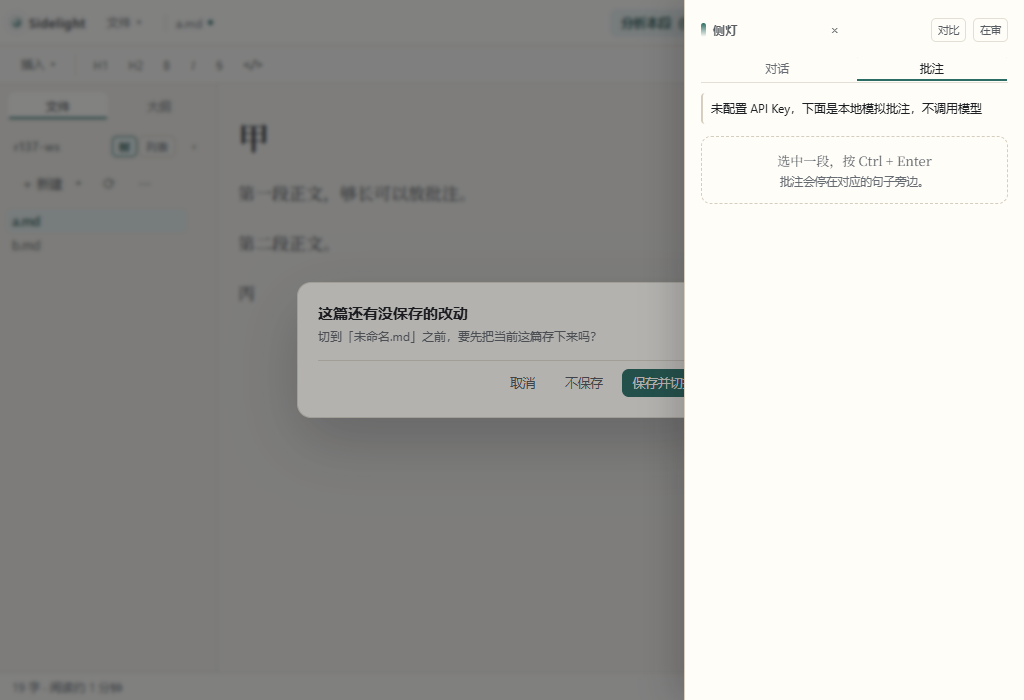 Sidelight 文件 a.md 分析本段
插入 H1 H2 B I S </>
文件 大纲
c137-ws 树 列表
+ 新建
a.md
b.md
甲
第一段正文，够长可以放批注。
第二段正文。
丙
这篇还有没保存的改动
切到「未命名.md」之前，要先把当前这篇存下来吗？
取消 不保存 保存并切
侧灯 × 对比 在审
对话 批注
未配置 API Key，下面是本地模拟批注，不调用模型
选中一段，按 Ctrl + Enter
批注会停在对应的句子旁边。